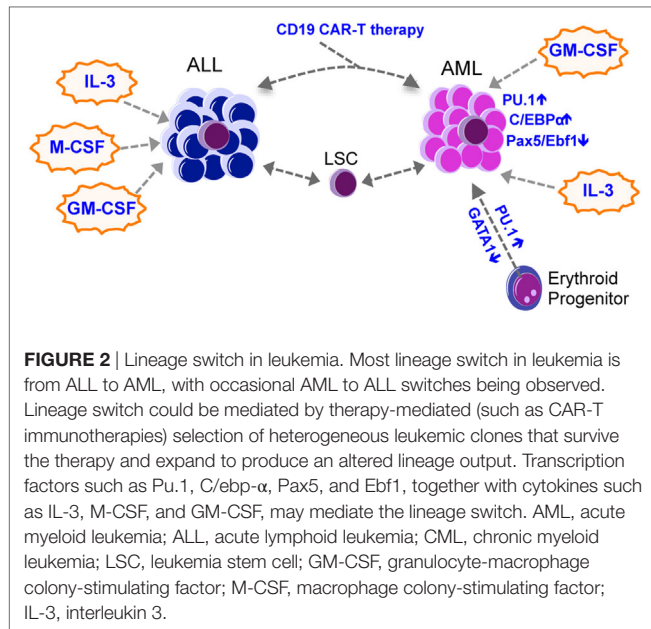 CD19 CAR-T therapy
ALL
AML
GM-CSF
IL-3
PU.1↑
C/EBPα↑
Pax5/Ebf1↓
M-CSF
LSC
IL-3
GM-CSF
PU.1↑
GATA1↓
Erythroid
Progenitor
FIGURE 2 | Lineage switch in leukemia. Most lineage switch in leukemia is
from ALL to AML, with occasional AML to ALL switches being observed.
Lineage switch could be mediated by therapy-mediated (such as CAR-T
immunotherapies) selection of heterogeneous leukemic clones that survive
the therapy and expand to produce an altered lineage output. Transcription
factors such as Pu.1, C/ebp-α, Pax5, and Ebf1, together with cytokines such
as IL-3, M-CSF, and GM-CSF, may mediate the lineage switch. AML, acute
myeloid leukemia; ALL, acute lymphoid leukemia; CML, chronic myeloid
leukemia; LSC, leukemia stem cell; GM-CSF, granulocyte-macrophage
colony-stimulating factor; M-CSF, macrophage colony-stimulating factor;
IL-3, interleukin 3.